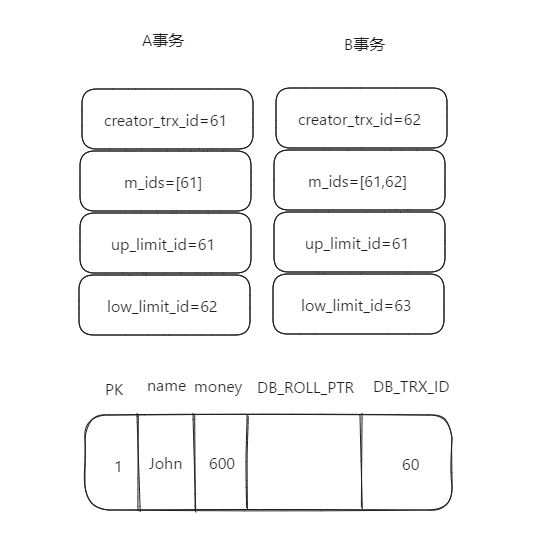 A事务 B事务
creator_trx_id=61 creator_trx_id=62
m_ids=[61] m_ids=[61,62]
up_limit_id=61 up_limit_id=61
low_limit_id=62 low_limit_id=63
PK name money DB_ROLL_PTR DB_TRX_ID
1 John 600 60